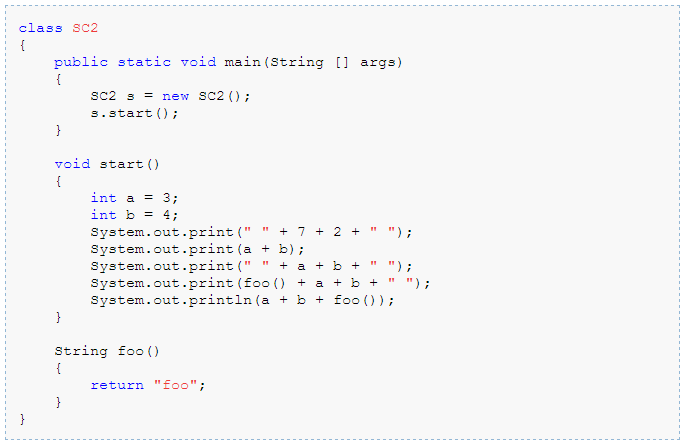 class SC2
{
    public static void main(String [] args)
    {
        SC2 s = new SC2();
        s.start();
    }

    void start()
    {
        int a = 3;
        int b = 4;
        System.out.print(" " + 7 + 2 + " ");
        System.out.print(a + b);
        System.out.print(" " + a + b + " ");
        System.out.print(foo() + a + b + " ");
        System.out.println(a + b + foo());
    }

    String foo()
    {
        return "foo";
    }
}